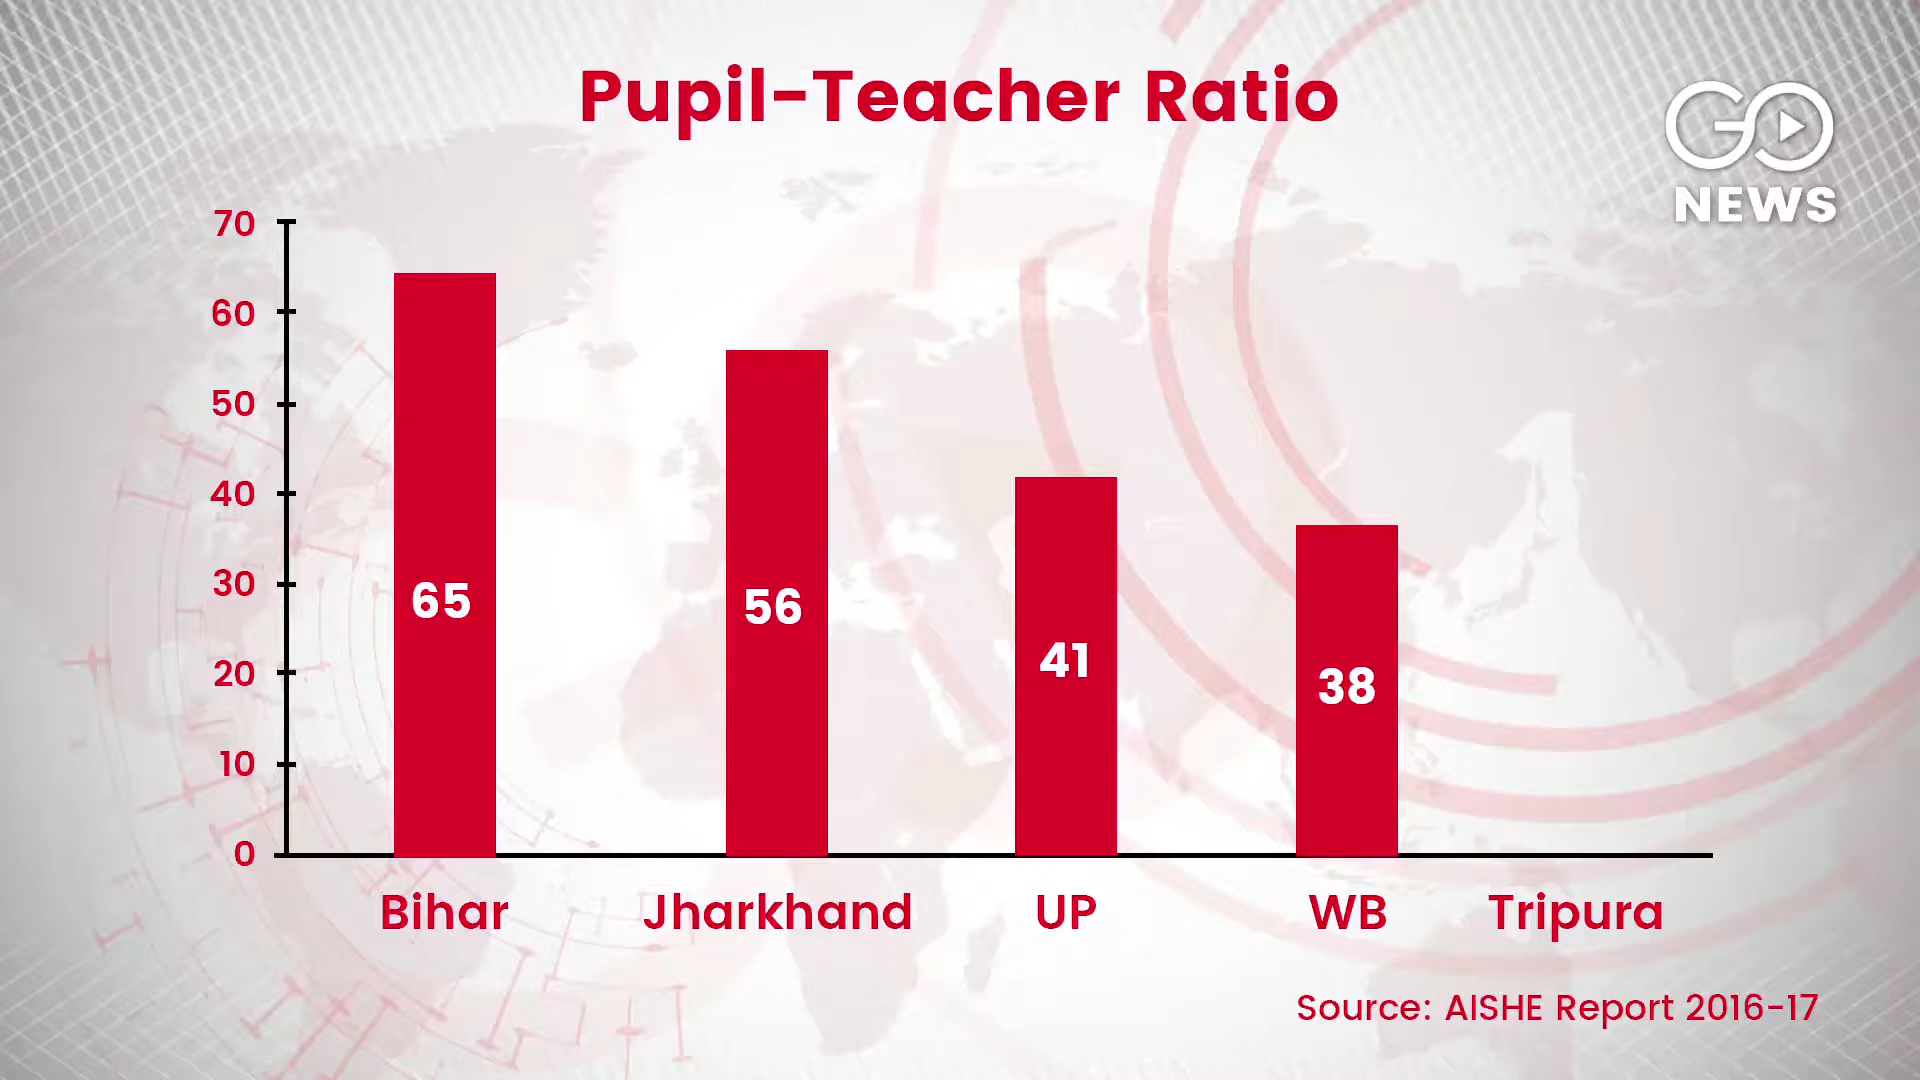 Pupil-Teacher Ratio
GO
NEWS
70
60
50
40
30
20
10
0
65
56
41
38
Bihar
Jharkhand
UP
WB
Tripura
Source: AISHE Report 2016-17